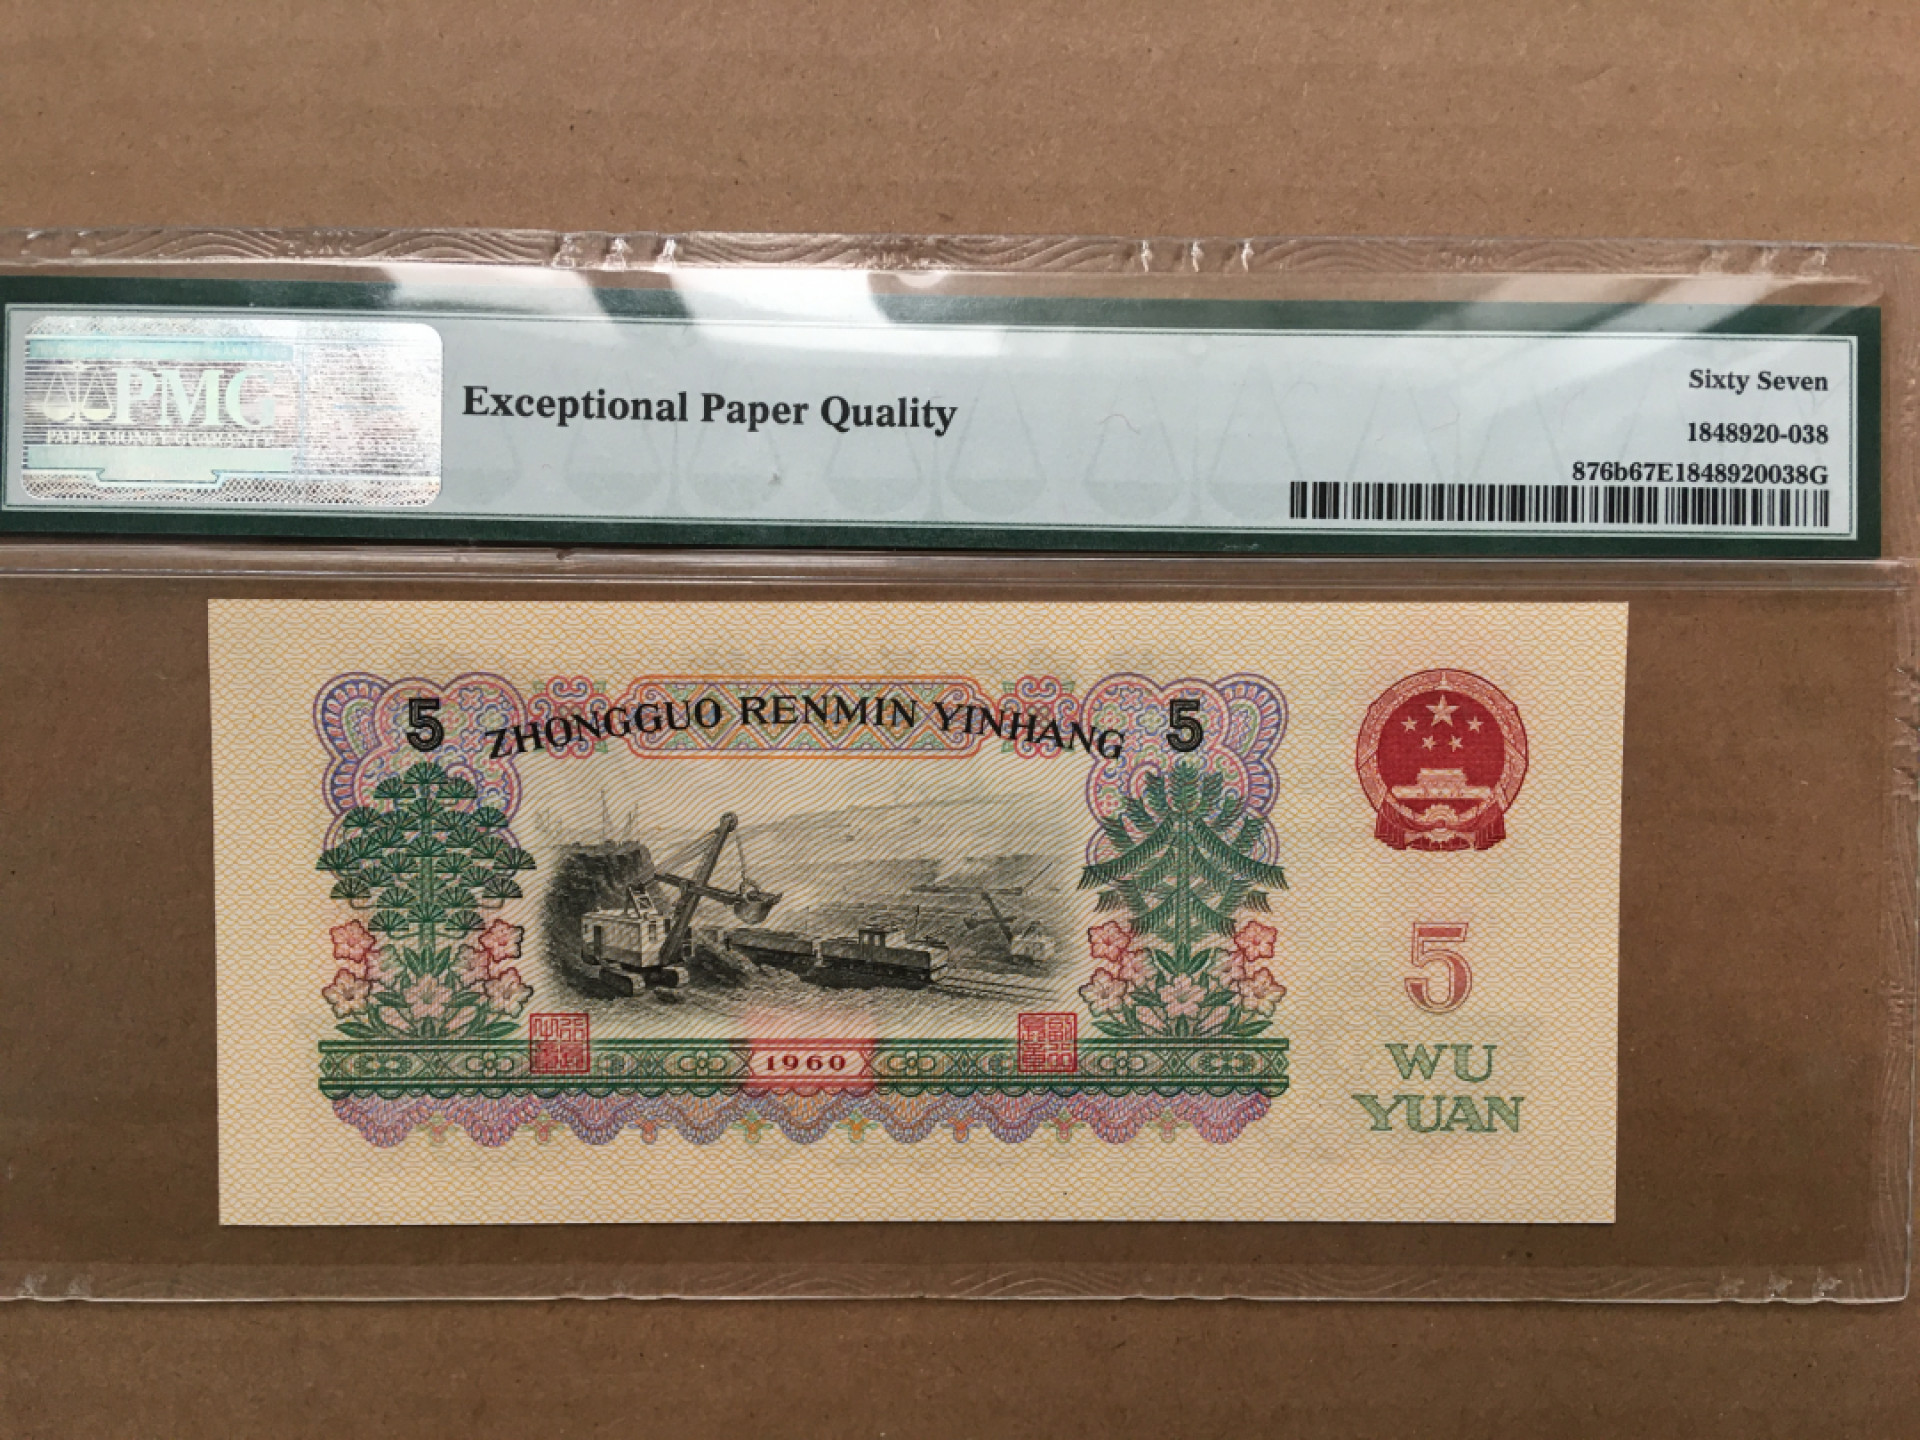 PMG
PAPER MONEY GUARANTY
Exceptional Paper Quality
Sixty Seven
1848920-038
876b67E1848920038G
5 ZHONGGUO RENMIN YINHANG 5
5
WU
YUAN
1960